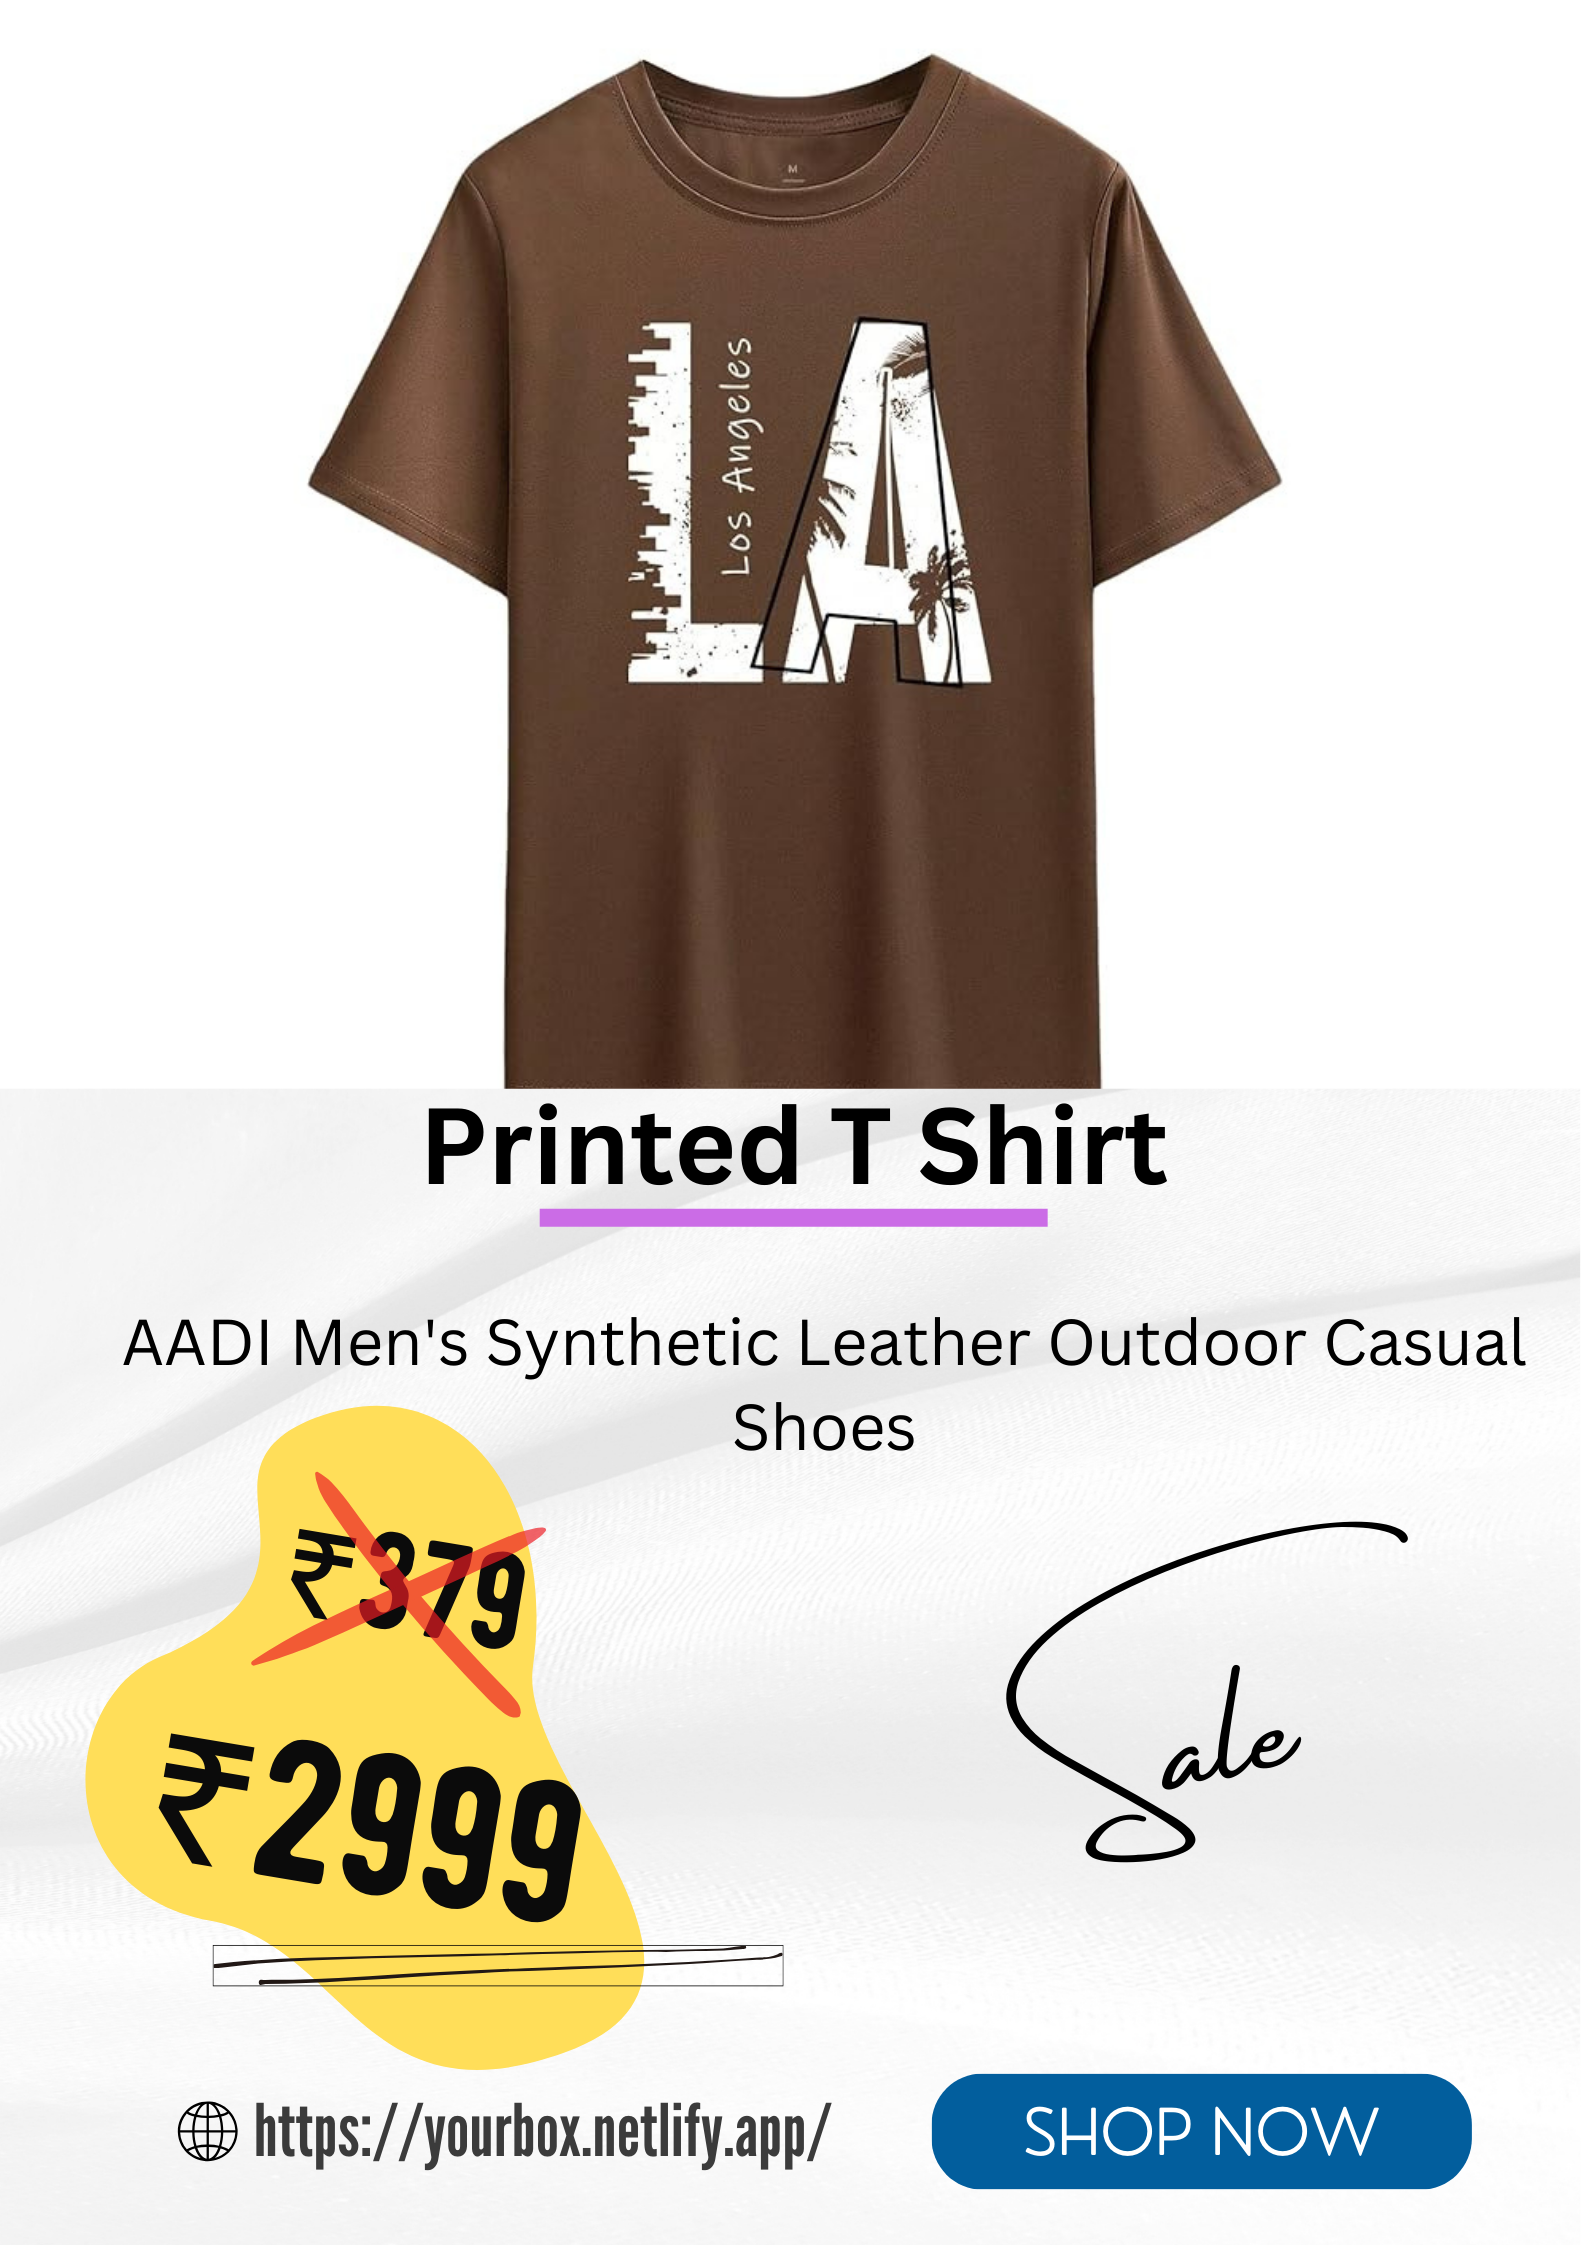 M
LA
Los Angeles
Printed T Shirt
AADI Men's Synthetic Leather Outdoor Casual
Shoes
₹379
₹2999
Sale
https://yourbox.netlify.app/
SHOP NOW